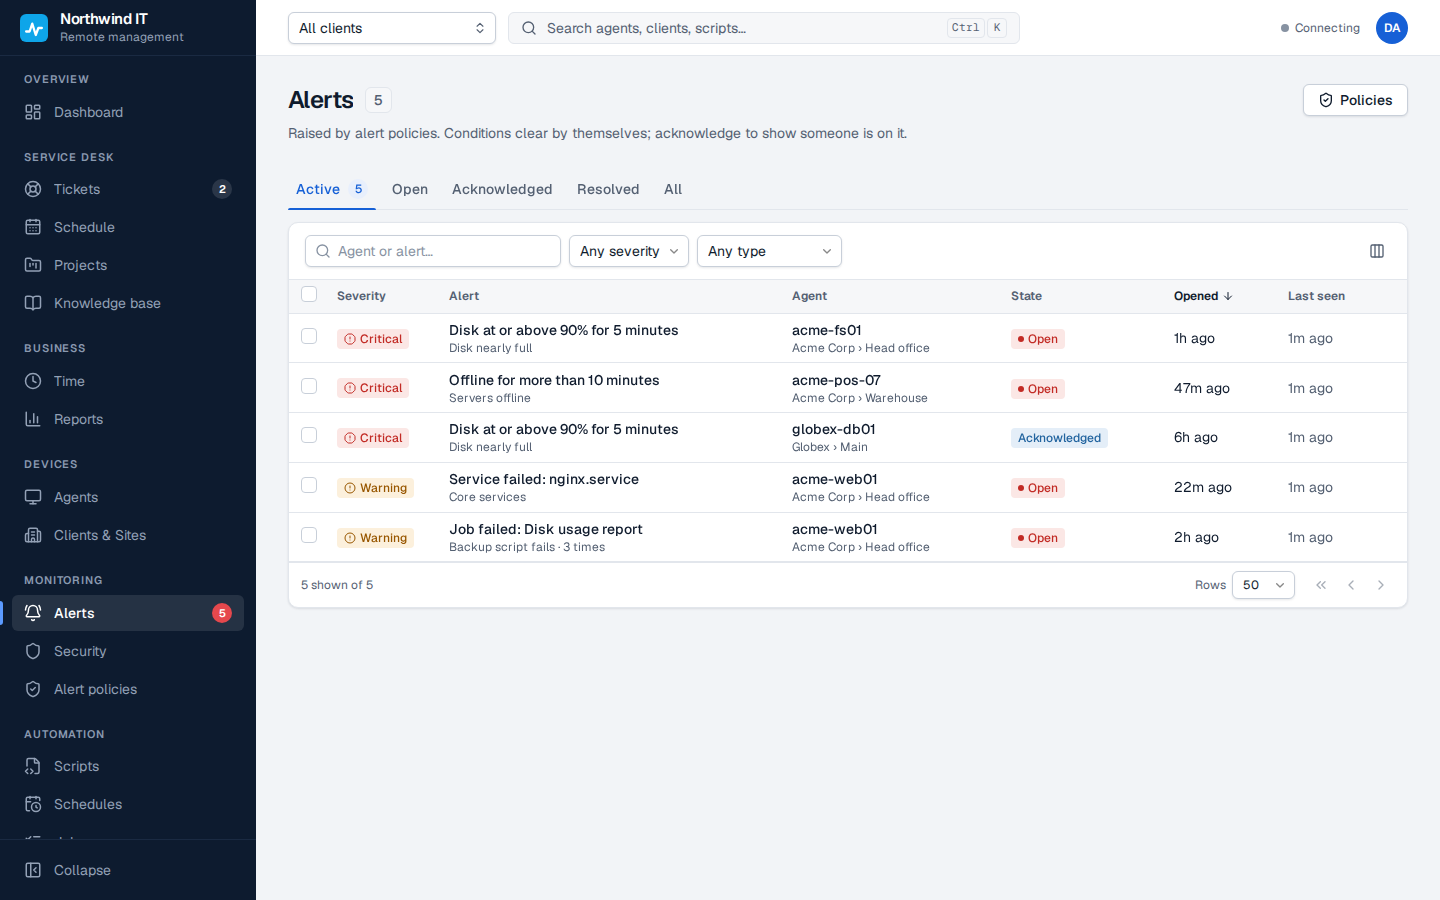 Northwind IT
Remote management
OVERVIEW
Dashboard
SERVICE DESK
Tickets 2
Schedule
Projects
Knowledge base
BUSINESS
Time
Reports
DEVICES
Agents
Clients & Sites
MONITORING
Alerts 5
Security
Alert policies
AUTOMATION
Scripts
Schedules
Collapse
All clients
Search agents, clients, scripts...
Ctrl K
Connecting
DA
Alerts 5
Policies
Raised by alert policies. Conditions clear by themselves; acknowledge to show someone is on it.
Active 5 Open Acknowledged Resolved All
Agent or alert...
Any severity
Any type
Severity Alert Agent State Opened ↓ Last seen
Critical Disk at or above 90% for 5 minutes acme-fs01 Open 1h ago 1m ago
Disk nearly full Acme Corp › Head office
Critical Offline for more than 10 minutes acme-pos-07 Open 47m ago 1m ago
Servers offline Acme Corp › Warehouse
Critical Disk at or above 90% for 5 minutes globex-db01 Acknowledged 6h ago 1m ago
Disk nearly full Globex › Main
Warning Service failed: nginx.service acme-web01 Open 22m ago 1m ago
Core services Acme Corp › Head office
Warning Job failed: Disk usage report acme-web01 Open 2h ago 1m ago
Backup script fails · 3 times Acme Corp › Head office
5 shown of 5
Rows 50